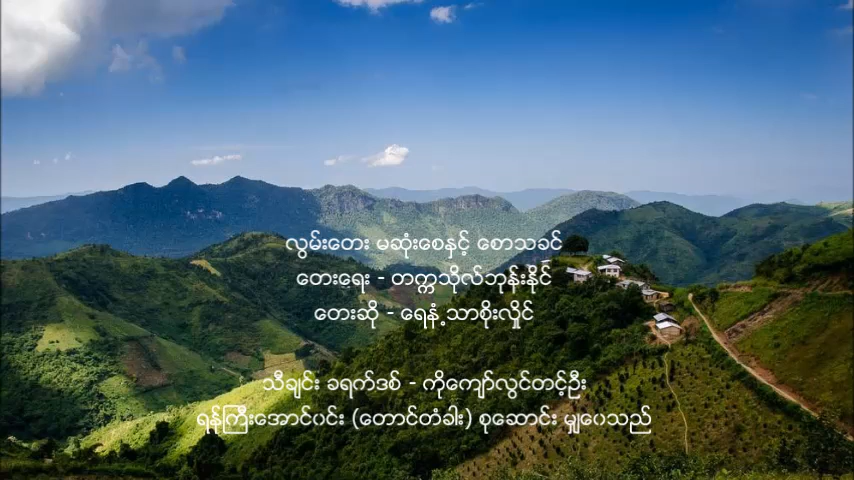 လွမ်းတေး မဆုံးစေနှင့် စောသခင်
တေးရေး - တက္ကသိုလ်ဘုန်းနိုင်
တေးဆို - ရေနံ့သာစိုးလှိုင်
သီချင်း ခရက်ဒစ် - ကိုကျော်လွင်တင့်ဦး
ရန်ကြီးအောင်ဝင်း (တောင်တံခါး) စုဆောင်း မျှဝေသည်